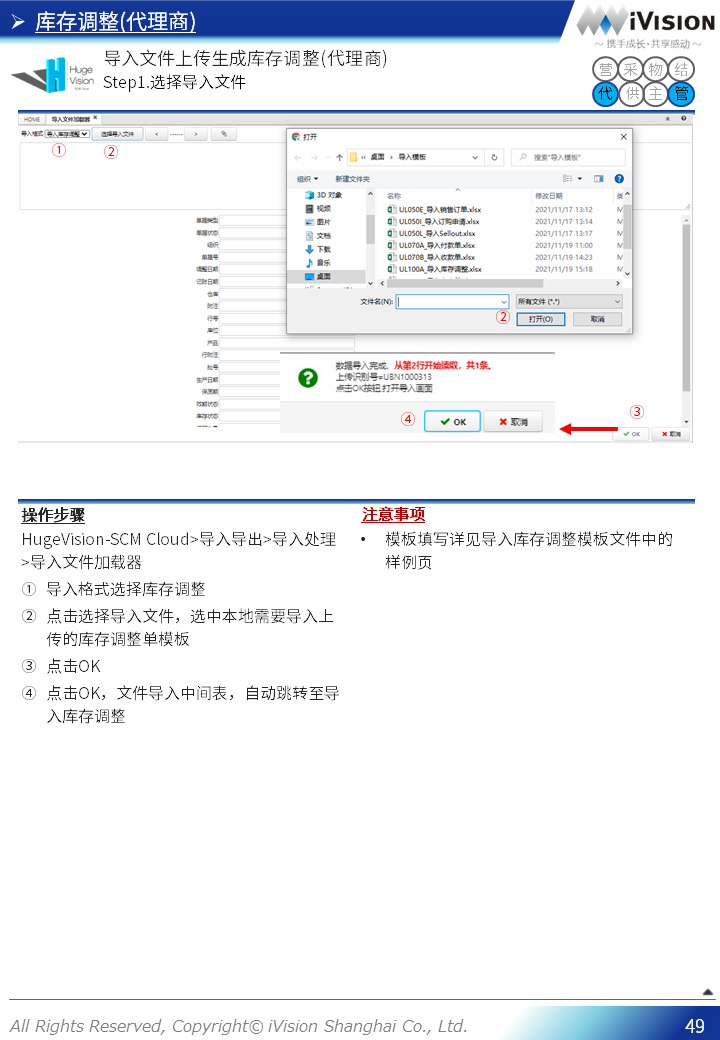 ➢ 库存调整(代理商)
iVISION
～ 携手成长·共享感动 ～
Huge
Vision
导入文件上传生成库存调整(代理商)
Step1.选择导入文件
营 采 物 结
代 供 主 管
HOME 导入文件加载器 ×
导入格式 导入库存调整 选择导入文件 < ------ >
① ②
打开
桌面 › 导入模板
搜索"导入模板"
组织 新建文件夹
名称 修改日期
3D 对象
视频
图片
文档
下载
音乐
桌面
UL050E_导入销售订单.xlsx 2021/11/17 13:12
UL050I_导入订购申请.xlsx 2021/11/17 13:14
UL050L_导入Sellout.xlsx 2021/11/17 13:17
UL070A_导入付款单.xlsx 2021/11/19 11:00
UL070B_导入收款单.xlsx 2021/11/19 14:23
UL100A_导入库存调整.xlsx 2021/11/19 15:18
文件名(N): 所有文件 (*.*)
② 打开(O) 取消
单据类型
单据状态
组织
单据号
调整日期
记账日期
仓库
附注
行号
库位
产品
行附注
批号
生产日期
保质期
效期状态
库存状态
数据导入完成。从第2行开始读取，共1条。
上传识别号=UBN1000313
点击OK按钮,打开导入画面
④ OK 取消
③
OK 取消
操作步骤
HugeVision-SCM Cloud>导入导出>导入处理
>导入文件加载器
① 导入格式选择库存调整
② 点击选择导入文件，选中本地需要导入上
传的库存调整单模板
③ 点击OK
④ 点击OK，文件导入中间表，自动跳转至导
入库存调整
注意事项
• 模板填写详见导入库存调整模板文件中的
样例页
All Rights Reserved, Copyright© iVision Shanghai Co., Ltd.
49